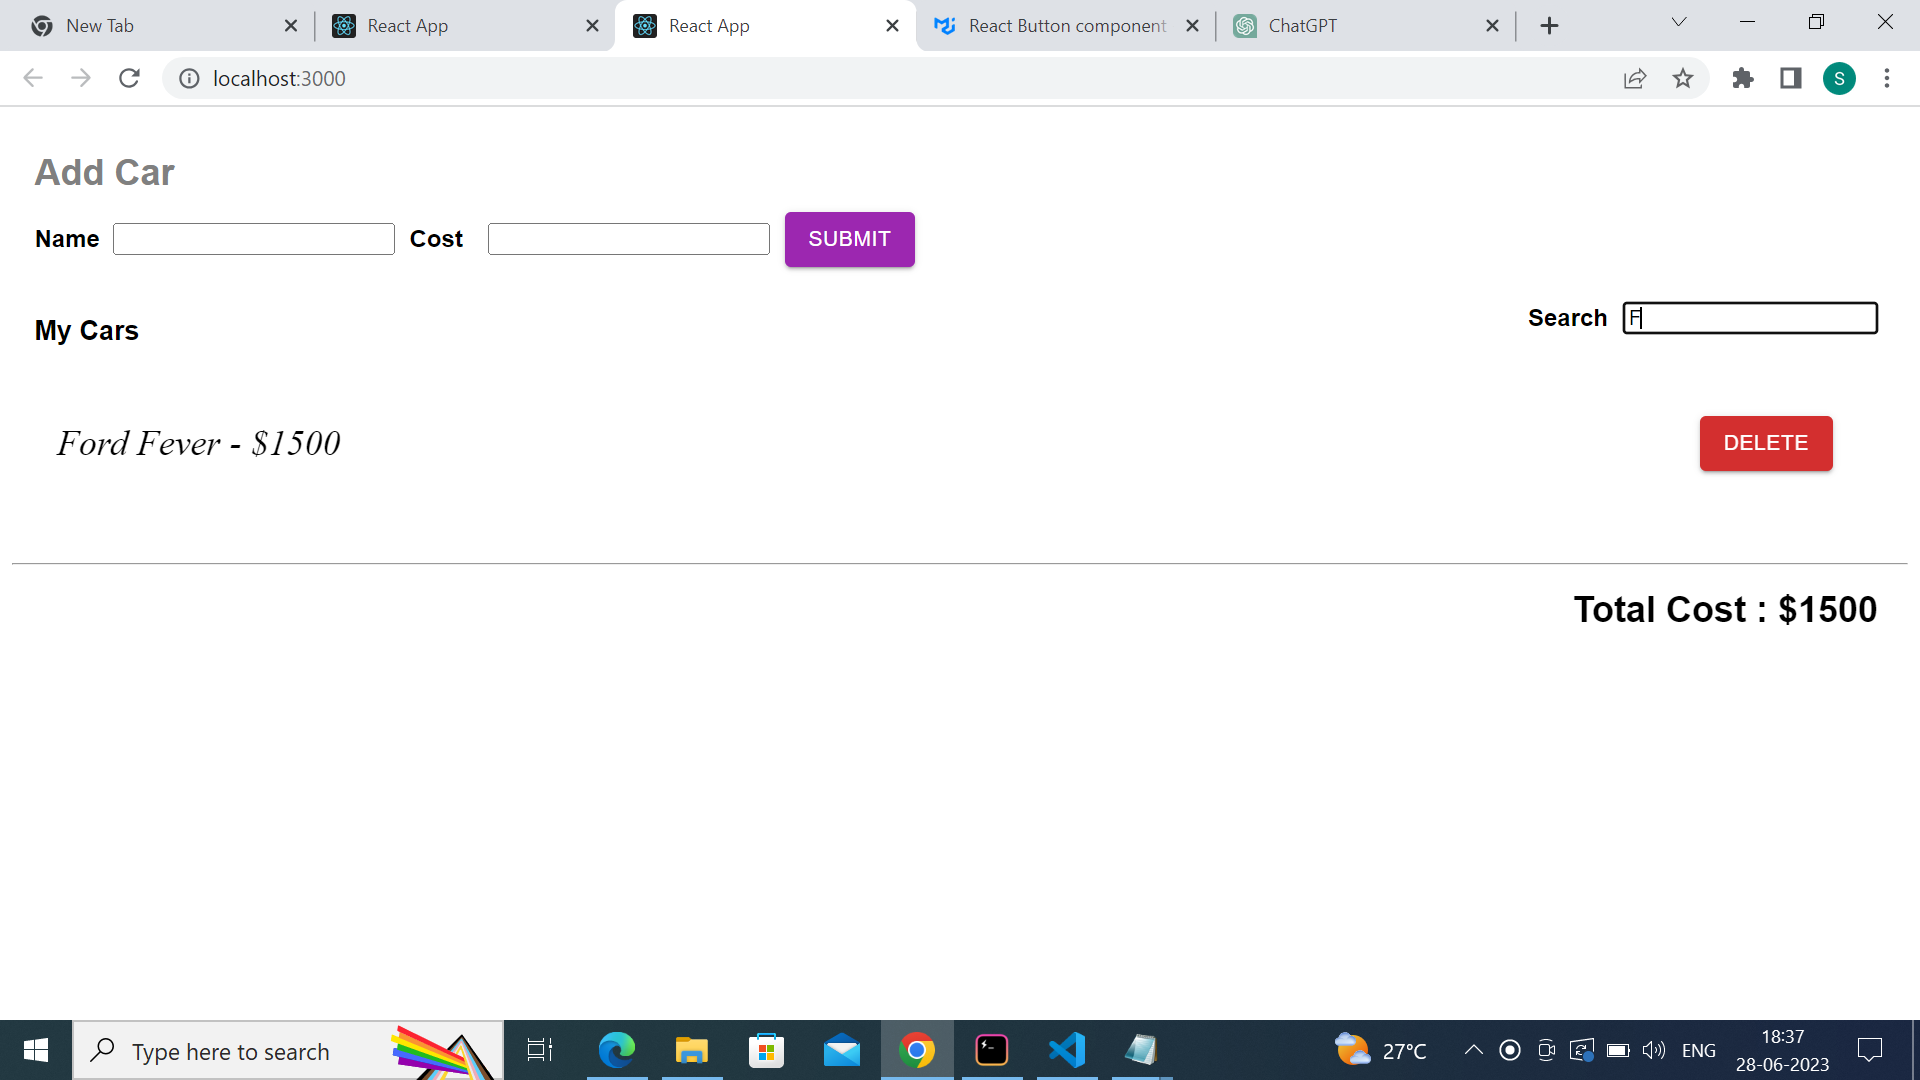 New Tab
React App
React App
React Button component
ChatGPT
localhost:3000
S
Add Car
Name
Cost
SUBMIT
My Cars
Search
F
Ford Fever - $1500
DELETE
Total Cost : $1500
Type here to search
27°C
ENG
18:37
28-06-2023